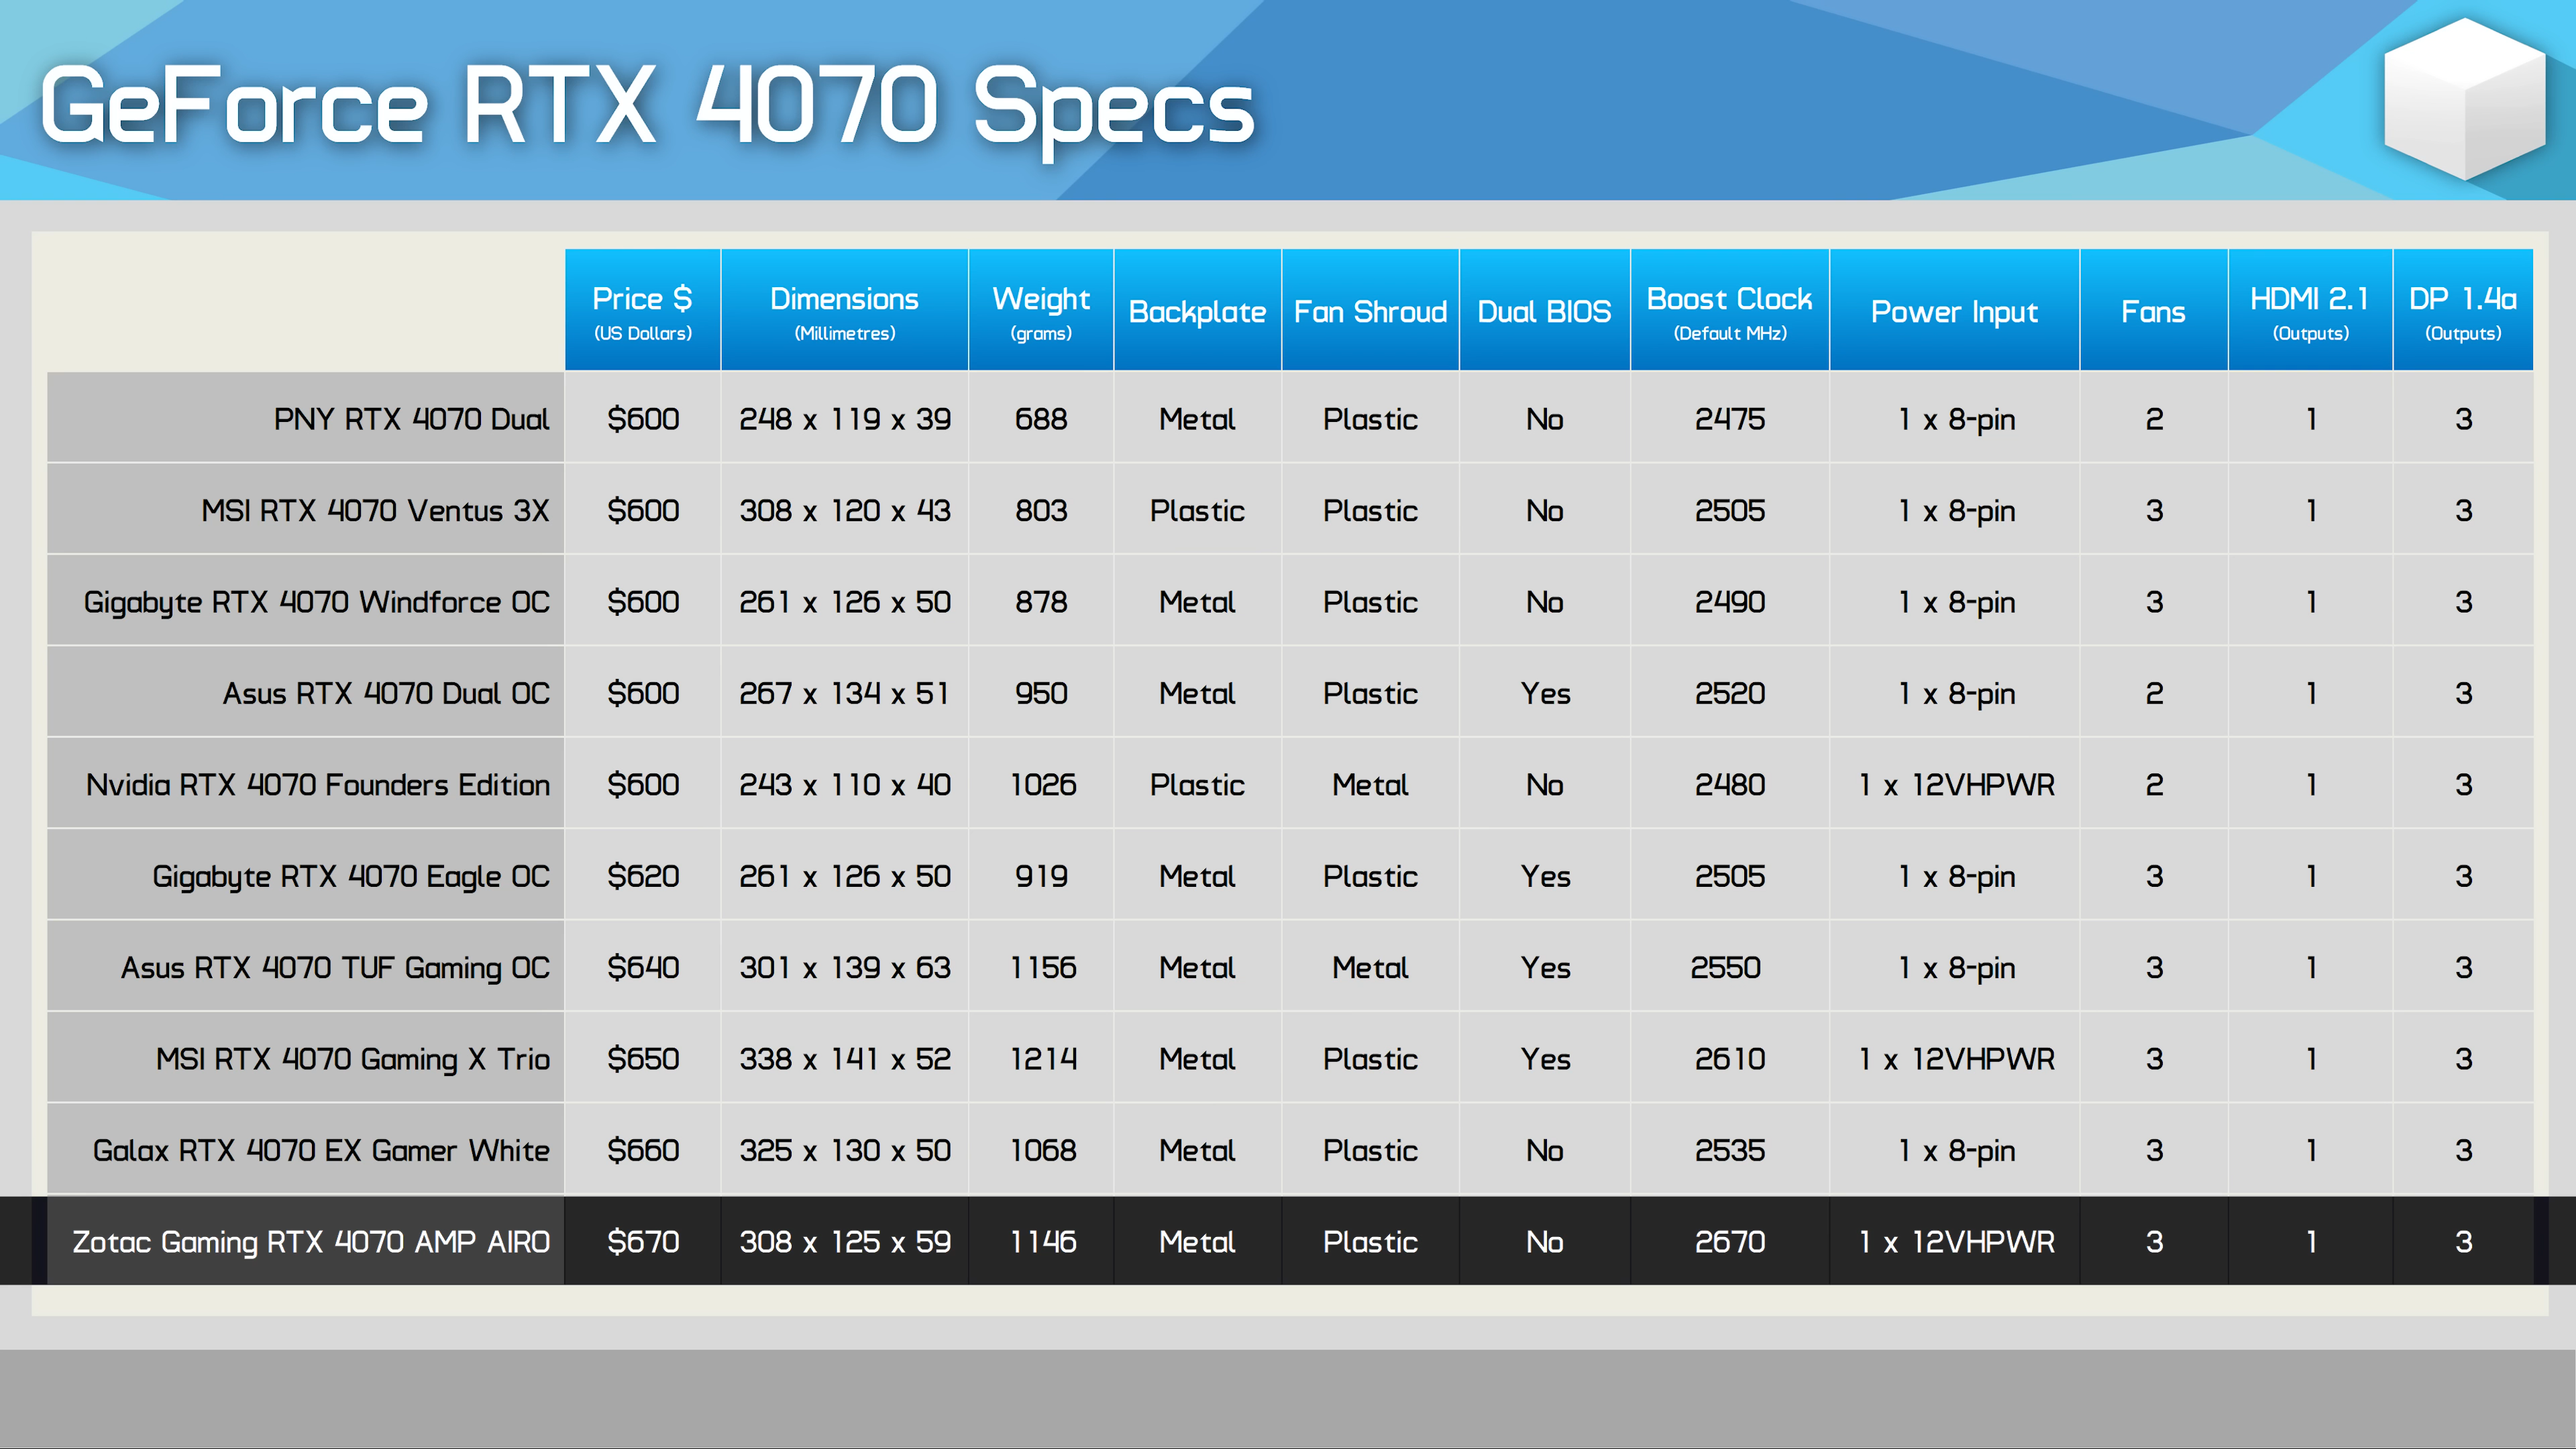 GeForce RTX 4070 Specs
Price $ Dimensions Weight Backplate Fan Shroud Dual BIOS Boost Clock Power Input Fans HDMI 2.1 DP 1.4a
(US Dollars) (Millimetres) (grams) (Default MHz) (Outputs) (Outputs)
PNY RTX 4070 Dual $600 248 x 119 x 39 688 Metal Plastic No 2475 1 x 8-pin 2 1 3
MSI RTX 4070 Ventus 3X $600 308 x 120 x 43 803 Plastic Plastic No 2505 1 x 8-pin 3 1 3
Gigabyte RTX 4070 Windforce OC $600 261 x 126 x 50 878 Metal Plastic No 2490 1 x 8-pin 3 1 3
Asus RTX 4070 Dual OC $600 267 x 134 x 51 950 Metal Plastic Yes 2520 1 x 8-pin 2 1 3
Nvidia RTX 4070 Founders Edition $600 243 x 110 x 40 1026 Plastic Metal No 2480 1 x 12VHPWR 2 1 3
Gigabyte RTX 4070 Eagle OC $620 261 x 126 x 50 919 Metal Plastic Yes 2505 1 x 8-pin 3 1 3
Asus RTX 4070 TUF Gaming OC $640 301 x 139 x 63 1156 Metal Metal Yes 2550 1 x 8-pin 3 1 3
MSI RTX 4070 Gaming X Trio $650 338 x 141 x 52 1214 Metal Plastic Yes 2610 1 x 12VHPWR 3 1 3
Galax RTX 4070 EX Gamer White $660 325 x 130 x 50 1068 Metal Plastic No 2535 1 x 8-pin 3 1 3
Zotac Gaming RTX 4070 AMP AIRO $670 308 x 125 x 59 1146 Metal Plastic No 2670 1 x 12VHPWR 3 1 3